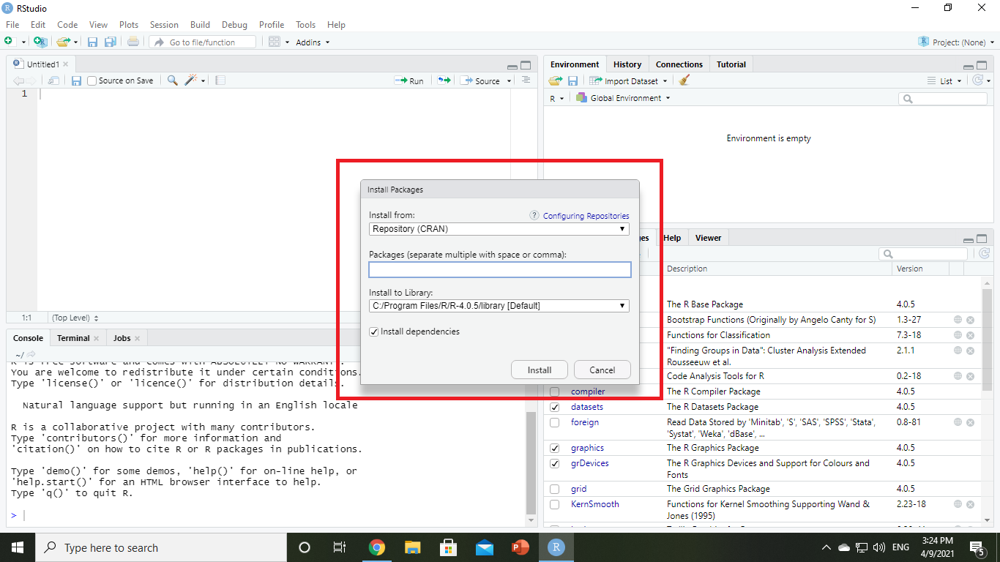 RStudio
File Edit Code View Plots Session Build Debug Profile Tools Help
Go to file/function Addins Project: (None)
Untitled1
Source on Save Run Source
1
1:1 (Top Level)
Console Terminal Jobs
~/
You are welcome to redistribute it under certain conditions.
Type 'license()' or 'licence()' for distribution details.
Natural language support but running in an English locale
R is a collaborative project with many contributors.
Type 'contributors()' for more information and
'citation()' on how to cite R or R packages in publications.
Type 'demo()' for some demos, 'help()' for on-line help, or
'help.start()' for an HTML browser interface to help.
Type 'q()' to quit R.
>
Environment History Connections Tutorial
Import Dataset List
R Global Environment
Environment is empty
Install Packages
Install from: ? Configuring Repositories
Repository (CRAN)
Packages (separate multiple with space or comma):
Install to Library:
C:/Program Files/R/R-4.0.5/library [Default]
Install dependencies
Install Cancel
Help Viewer
Description Version
The R Base Package 4.0.5
Bootstrap Functions (Originally by Angelo Canty for S) 1.3-27
Functions for Classification 7.3-18
"Finding Groups in Data": Cluster Analysis Extended 2.1.1
Rousseeuw et al.
Code Analysis Tools for R 0.2-18
compiler The R Compiler Package 4.0.5
datasets The R Datasets Package 4.0.5
foreign Read Data Stored by 'Minitab', 'S', 'SAS', 'SPSS', 'Stata', 0.8-81
'Systat', 'Weka', 'dBase', ...
graphics The R Graphics Package 4.0.5
grDevices The R Graphics Devices and Support for Colours and 4.0.5
Fonts
grid The Grid Graphics Package 4.0.5
KernSmooth Functions for Kernel Smoothing Supporting Wand & 2.23-18
Jones (1995)
Type here to search
ENG
3:24 PM
4/9/2021
5